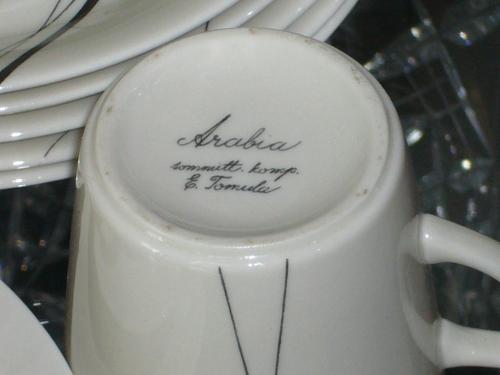 Arabia
sommitt. komp.
E. Tomula